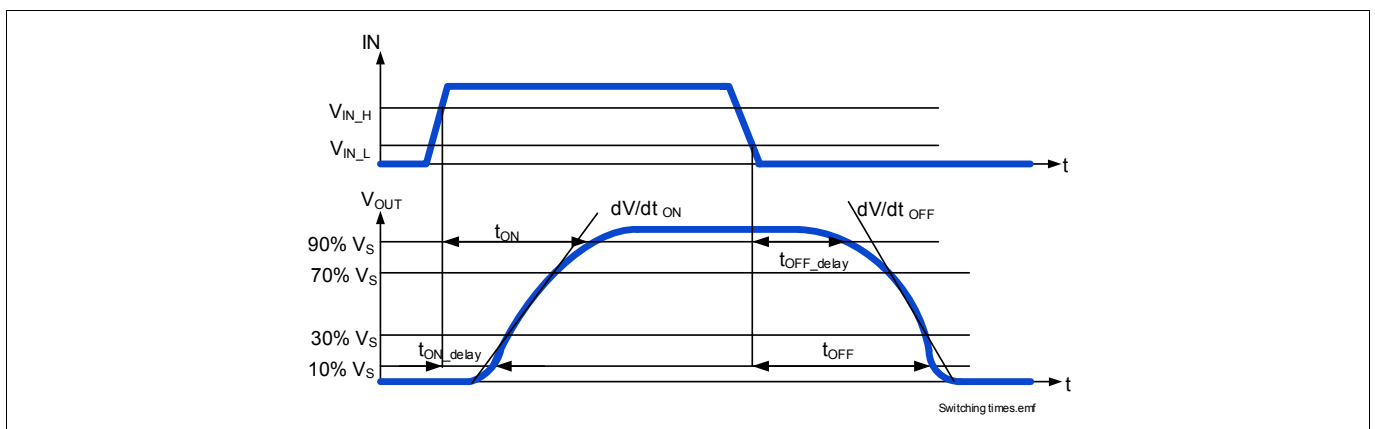 IN
V_IN_H
V_IN_L
t
V_OUT
dV/dt ON
dV/dt OFF
90% V_S
t_ON
t_OFF_delay
70% V_S
30% V_S
t_ON_delay
t_OFF
10% V_S
t
Switching times.emf